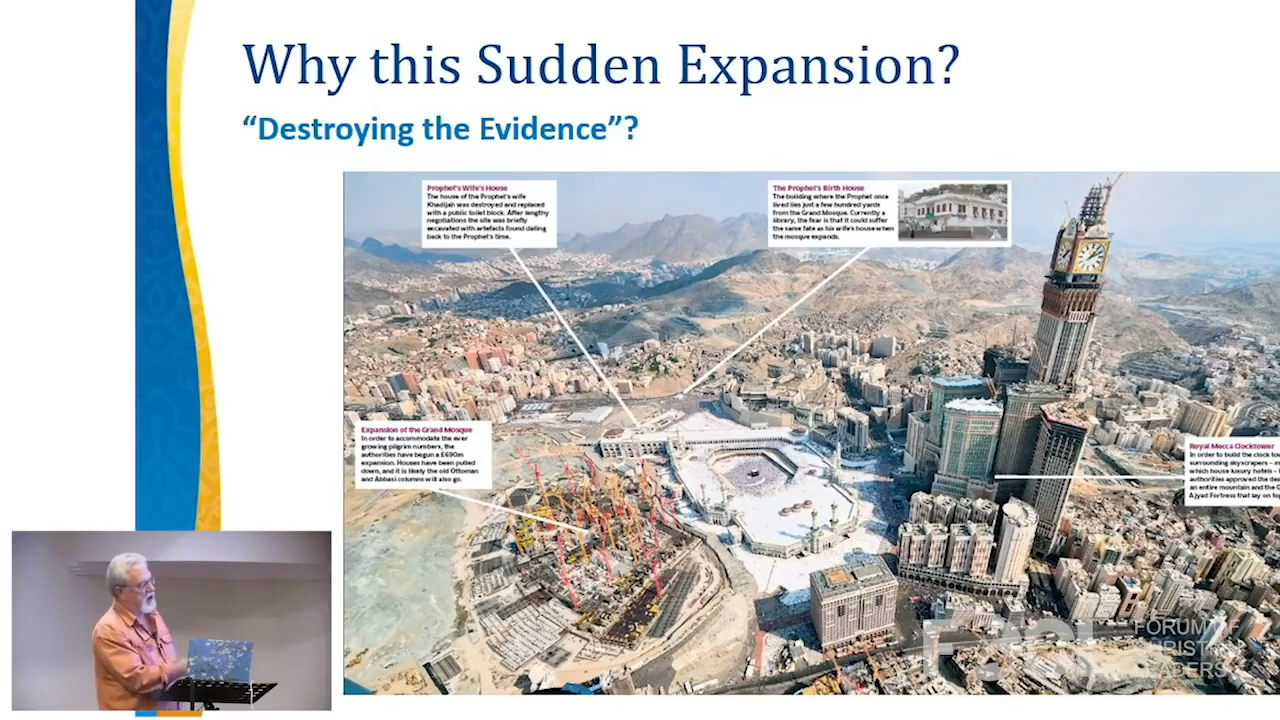 Why this Sudden Expansion?
“Destroying the Evidence”?
Prophet's Wife's House
The house of the Prophet's wife
Khadijah was destroyed and replaced
with a public toilet block. After lengthy
negotiations the site was briefly
excavated with artefacts found dating
back to the Prophet's time.
The Prophet's Birth House
The building where the Prophet once
lived lies just a few hundred yards
from the Grand Mosque. Currently a
library, the fear is that it could suffer
the same fate as his wife's house when
the mosque expands.
Expansion of the Grand Mosque
In order to accommodate the ever
growing pilgrim numbers, the
authorities have begun a £690m
expansion. Houses have been pulled
down, and it is likely the old Ottoman
and Abbasi columns will also go.
Royal Mecca Clocktower
In order to build the clock
surrounding skyscrapers –
which house luxury hotels –
authorities approved the
an entire mountain and the
Ajyad Fortress that lay on
FORUM OF
CHRISTIAN
LEADERS